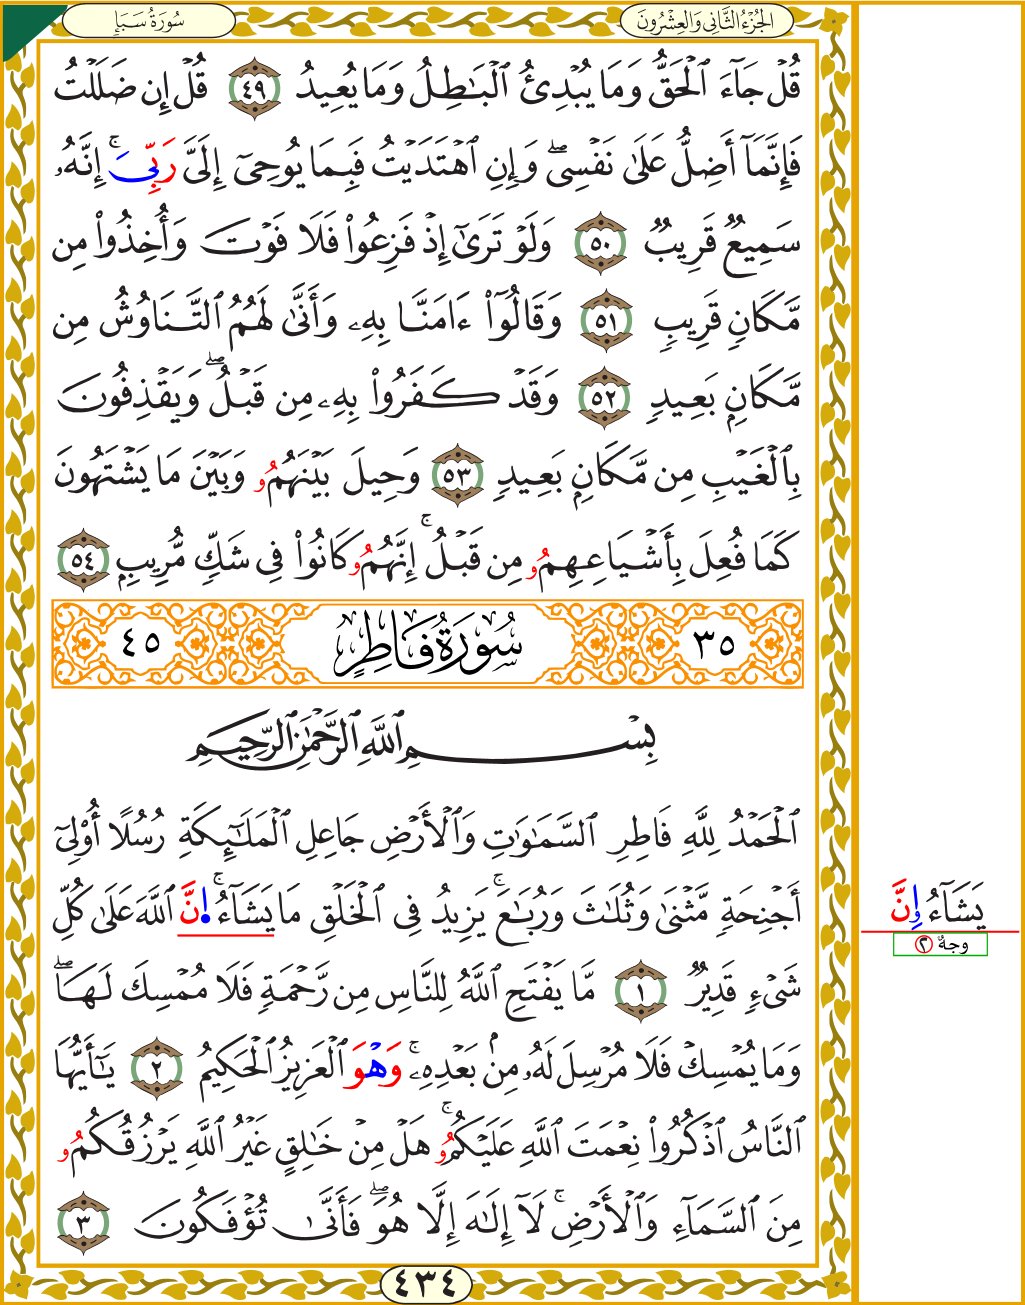 الجُزْءُ الثَّانِي وَالعِشْرُونَ
سُورَةُ سَبَإٍ
قُلۡ جَآءَ ٱلۡحَقُّ وَمَا يُبۡدِئُ ٱلۡبَٰطِلُ وَمَا يُعِيدُ ٤٩ قُلۡ إِن ضَلَلۡتُ
فَإِنَّمَآ أَضِلُّ عَلَىٰ نَفۡسِيۖ وَإِنِ ٱهۡتَدَيۡتُ فَبِمَا يُوحِيٓ إِلَيَّ رَبِّيَۚ إِنَّهُۥ
سَمِيعٌ قَرِيبٌ ٥٠ وَلَوۡ تَرَىٰٓ إِذۡ فَزِعُواْ فَلَا فَوۡتَ وَأُخِذُواْ مِن
مَّكَانٍ قَرِيبٍ ٥١ وَقَالُوٓاْ ءَامَنَّا بِهِۦ وَأَنَّىٰ لَهُمُ ٱلتَّنَاوُشُ مِن
مَّكَانِۭ بَعِيدٍ ٥٢ وَقَدۡ كَفَرُواْ بِهِۦ مِن قَبۡلُۖ وَيَقۡذِفُونَ
بِٱلۡغَيۡبِ مِن مَّكَانِۭ بَعِيدٍ ٥٣ وَحِيلَ بَيۡنَهُمُۥ وَبَيۡنَ مَا يَشۡتَهُونَ
كَمَا فُعِلَ بِأَشۡيَاعِهِمُۥ مِن قَبۡلُۚ إِنَّهُمُۥ كَانُواْ فِي شَكّٖ مُّرِيبِۭ ٥٤
٣٥ سُورَةُ فَاطِرٍ ٤٥
بِسۡمِ ٱللَّهِ ٱلرَّحۡمَٰنِ ٱلرَّحِيمِ
ٱلۡحَمۡدُ لِلَّهِ فَاطِرِ ٱلسَّمَٰوَٰتِ وَٱلۡأَرۡضِ جَاعِلِ ٱلۡمَلَٰٓئِكَةِ رُسُلًا أُوْلِيٓ
أَجۡنِحَةٖ مَّثۡنَىٰ وَثُلَٰثَ وَرُبَٰعَۚ يَزِيدُ فِي ٱلۡخَلۡقِ مَا يَشَآءُۚ ا۪نَّ ٱللَّهَ عَلَىٰ كُلِّ
يَشَآءُ وِنَّ
وجهٌ ٢
شَيۡءٖ قَدِيرٌ ١ مَّا يَفۡتَحِ ٱللَّهُ لِلنَّاسِ مِن رَّحۡمَةٖ فَلَا مُمۡسِكَ لَهَاۖ
وَمَا يُمۡسِكۡ فَلَا مُرۡسِلَ لَهُۥ مِنۢ بَعۡدِهِۦۚ وَهۡوَ ٱلۡعَزِيزُ ٱلۡحَكِيمُ ٢ يَٰٓأَيُّهَا
ٱلنَّاسُ ٱذۡكُرُواْ نِعۡمَتَ ٱللَّهِ عَلَيۡكُمُۥۚ هَلۡ مِنۡ خَٰلِقٍ غَيۡرُ ٱللَّهِ يَرۡزُقُكُمُۥ
مِنَ ٱلسَّمَآءِ وَٱلۡأَرۡضِۚ لَآ إِلَٰهَ إِلَّا هُوَۖ فَأَنَّىٰ تُؤۡفَكُونَ ٣
٤٣٤